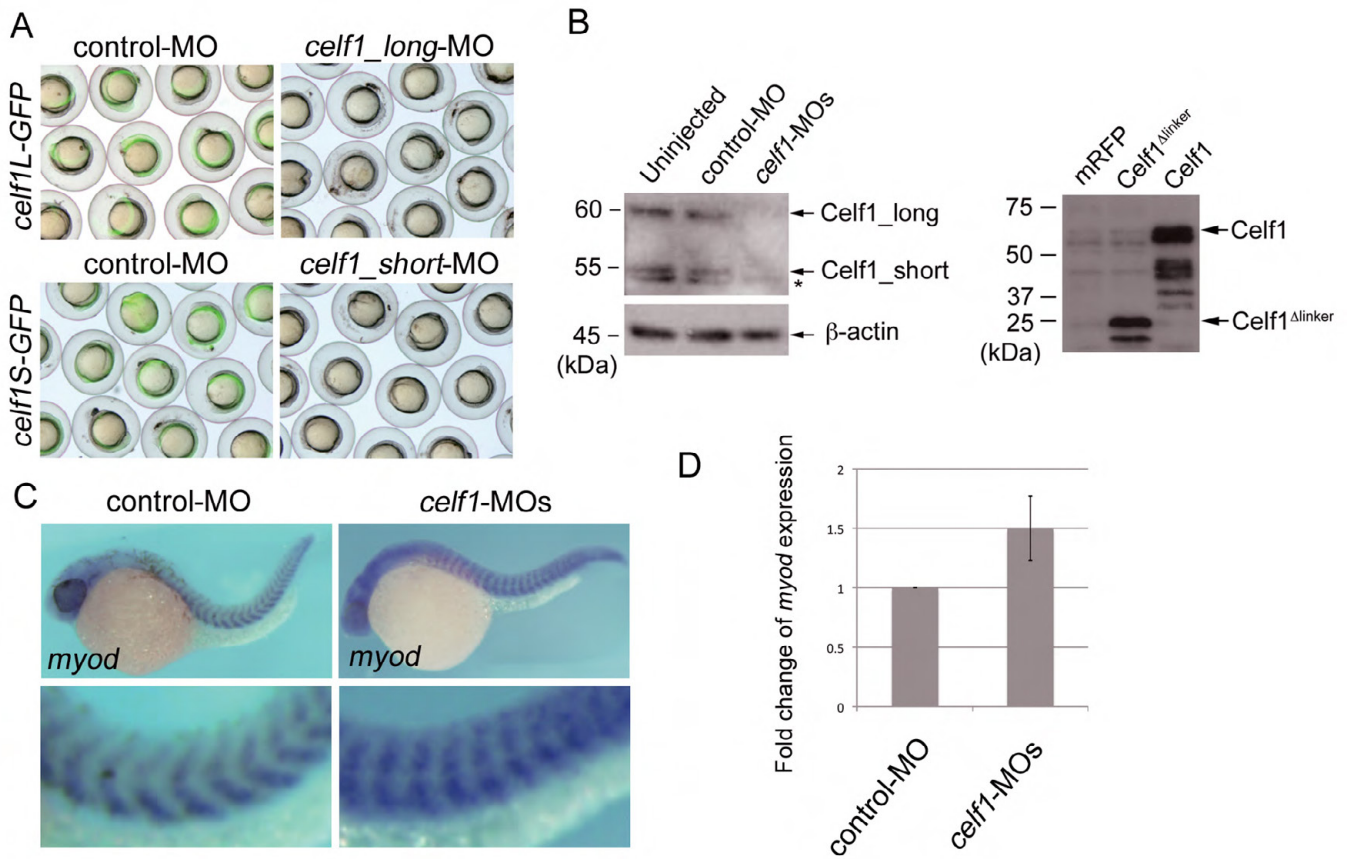 A
control-MO
celf1_long-MO
celf1L-GFP
control-MO
celf1_short-MO
celf1S-GFP
B
Uninjected
control-MO
celf1-MOs
60
Celf1_long
55
Celf1_short
*
45
β-actin
(kDa)
mRFP
Celf1Δlinker
Celf1
75
Celf1
50
37
25
Celf1Δlinker
(kDa)
C
control-MO
celf1-MOs
myod
myod
D
Fold change of myod expression
2
1.5
1
0.5
0
control-MO
celf1-MOs